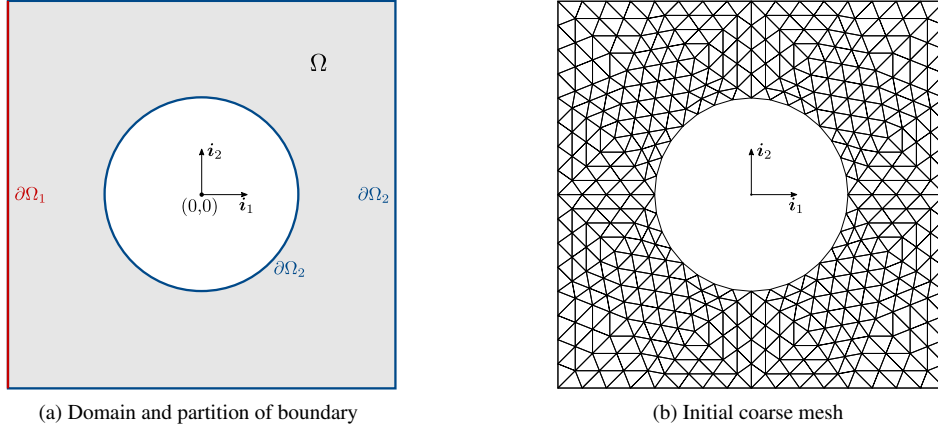 Ω
i₂
∂Ω₁
(0,0)
i₁
∂Ω₂
∂Ω₂
i₂
i₁
(a) Domain and partition of boundary
(b) Initial coarse mesh